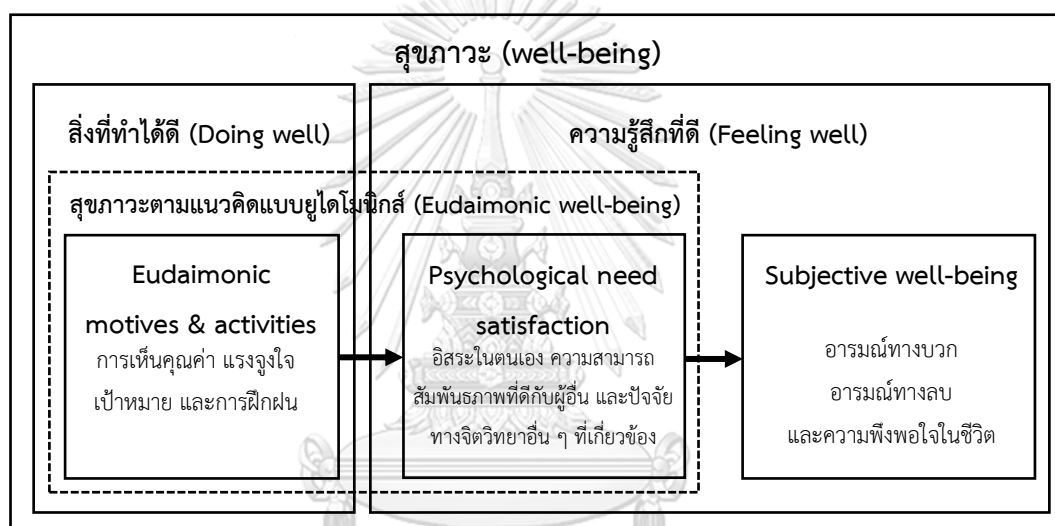 สุขภาวะ (well-being)
สิ่งที่ทำได้ดี (Doing well)
ความรู้สึกที่ดี (Feeling well)
สุขภาวะตามแนวคิดแบบยูไดโมนิกส์ (Eudaimonic well-being)
Eudaimonic
motives & activities
การเห็นคุณค่า แรงจูงใจ
เป้าหมาย และการฝึกฝน
Psychological need
satisfaction
อิสระในตนเอง ความสามารถ
สัมพันธภาพที่ดีกับผู้อื่น และปัจจัย
ทางจิตวิทยาอื่น ๆ ที่เกี่ยวข้อง
Subjective well-being
อารมณ์ทางบวก
อารมณ์ทางลบ
และความพึงพอใจในชีวิต